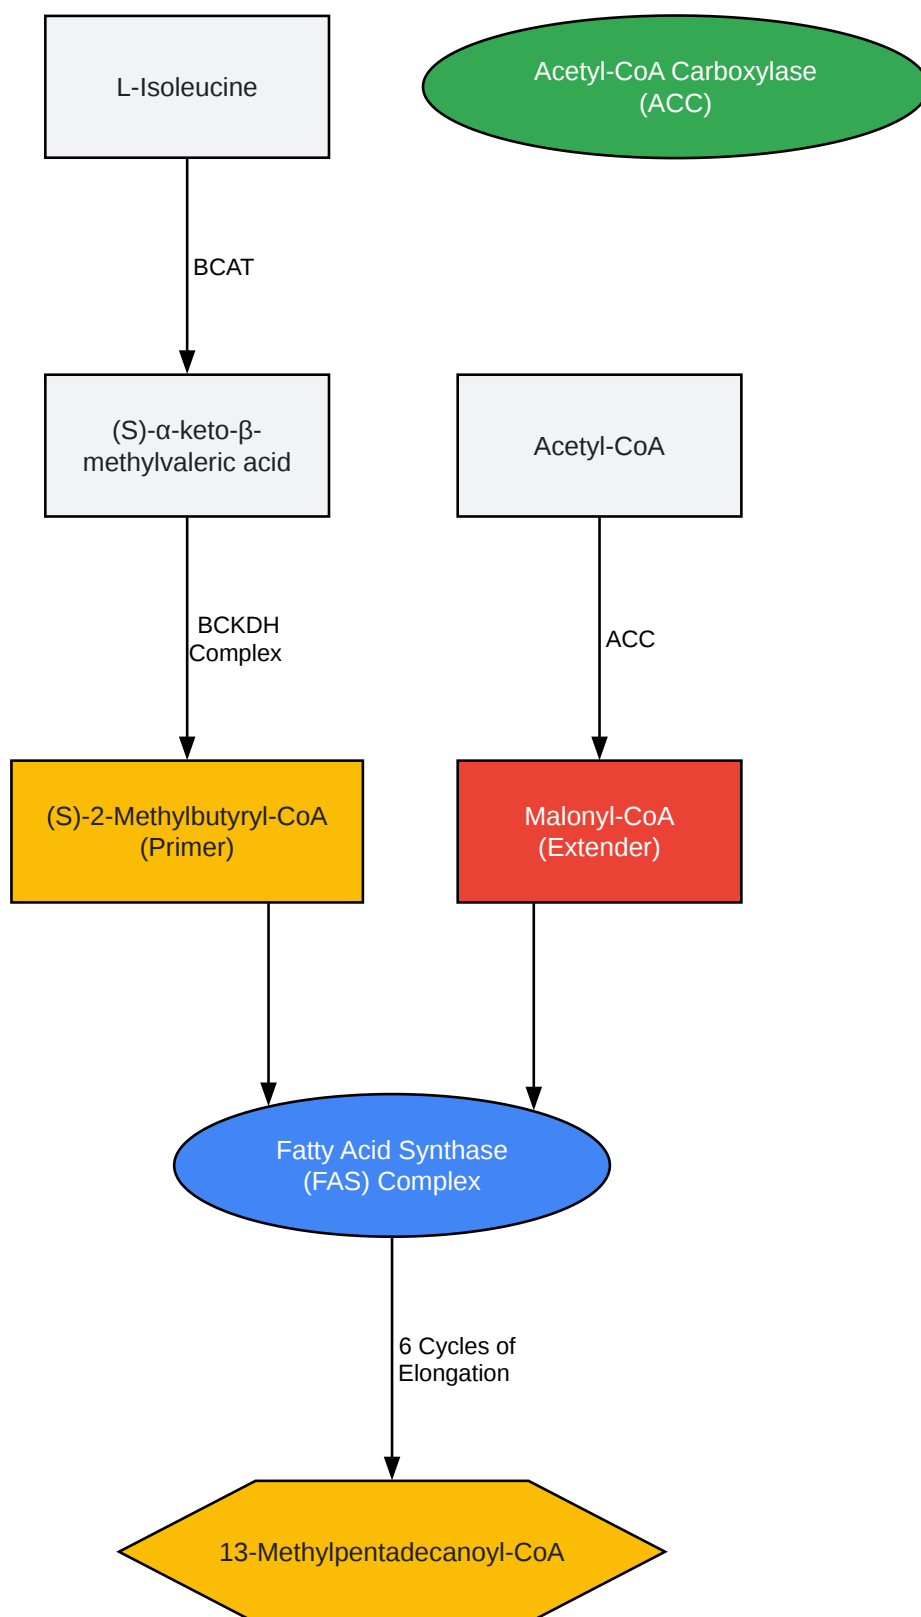 L-Isoleucine
Acetyl-CoA Carboxylase
(ACC)
BCAT
(S)-α-keto-β-
methylvaleric acid
Acetyl-CoA
BCKDH
Complex
ACC
(S)-2-Methylbutyryl-CoA
(Primer)
Malonyl-CoA
(Extender)
Fatty Acid Synthase
(FAS) Complex
6 Cycles of
Elongation
13-Methylpentadecanoyl-CoA